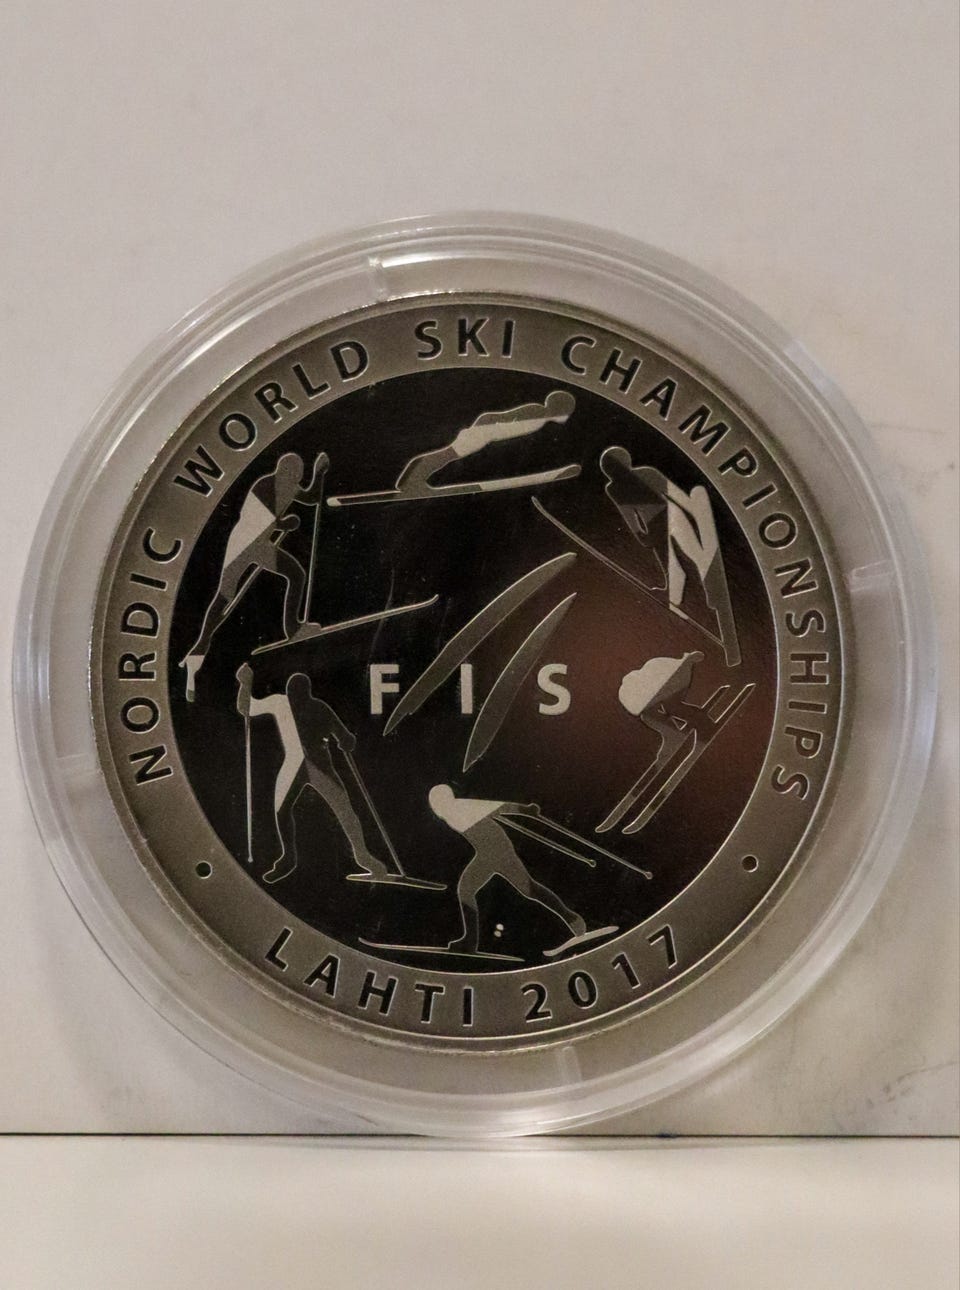 NORDIC WORLD SKI CHAMPIONSHIPS
FIS
LAHTI 2017